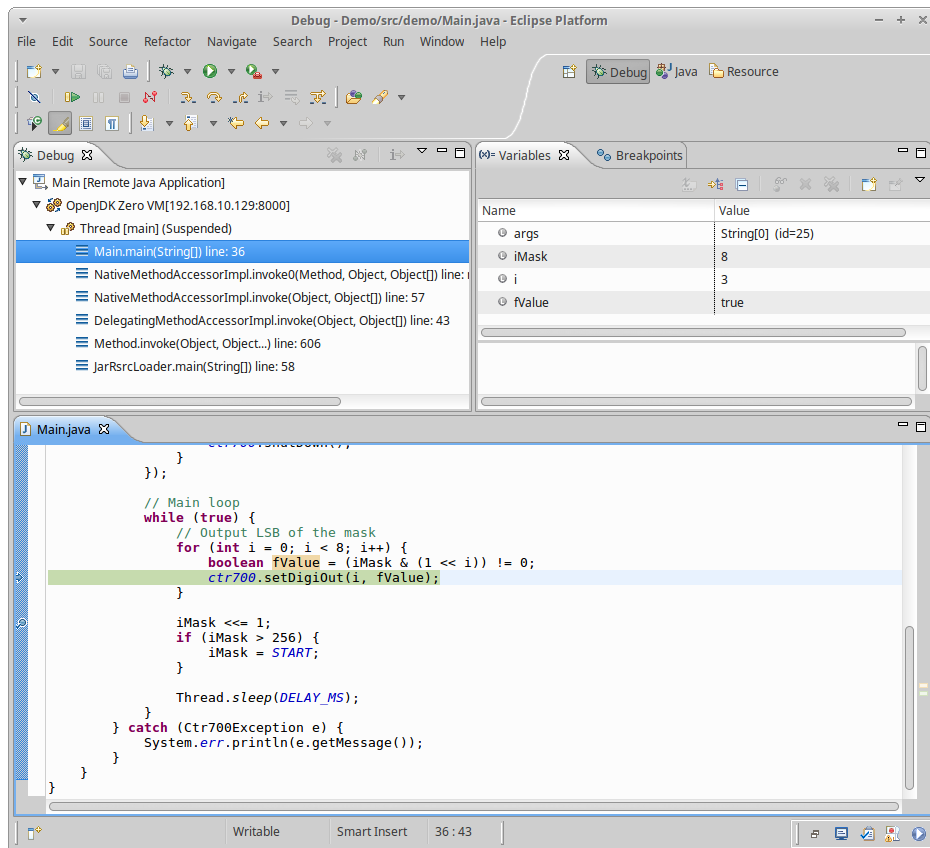 Debug - Demo/src/demo/Main.java - Eclipse Platform
File Edit Source Refactor Navigate Search Project Run Window Help
Debug Java Resource
Debug
Main [Remote Java Application]
OpenJDK Zero VM[192.168.10.129:8000]
Thread [main] (Suspended)
Main.main(String[]) line: 36
NativeMethodAccessorImpl.invoke0(Method, Object, Object[]) line:
NativeMethodAccessorImpl.invoke(Object, Object[]) line: 57
DelegatingMethodAccessorImpl.invoke(Object, Object[]) line: 43
Method.invoke(Object, Object...) line: 606
JarRsrcLoader.main(String[]) line: 58
(x)= Variables Breakpoints
Name Value
args String[0] (id=25)
iMask 8
i 3
fValue true
Main.java
}
});
// Main loop
while (true) {
// Output LSB of the mask
for (int i = 0; i < 8; i++) {
boolean fValue = (iMask & (1 << i)) != 0;
ctr700.setDigiOut(i, fValue);
}
iMask <<= 1;
if (iMask > 256) {
iMask = START;
}
Thread.sleep(DELAY_MS);
}
} catch (Ctr700Exception e) {
System.err.println(e.getMessage());
}
}
}
Writable Smart Insert 36 : 43